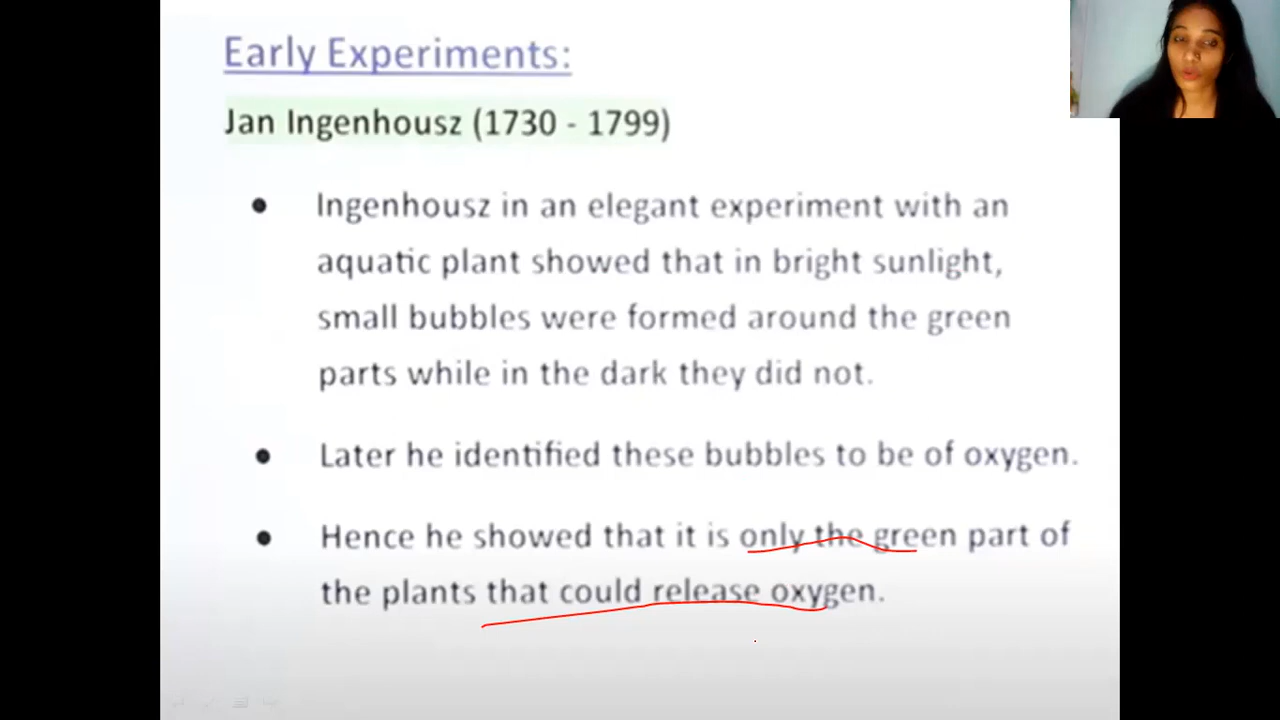 Early Experiments:
Jan Ingenhousz (1730 - 1799)
● Ingenhousz in an elegant experiment with an
aquatic plant showed that in bright sunlight,
small bubbles were formed around the green
parts while in the dark they did not.
● Later he identified these bubbles to be of oxygen.
● Hence he showed that it is only the green part of
the plants that could release oxygen.